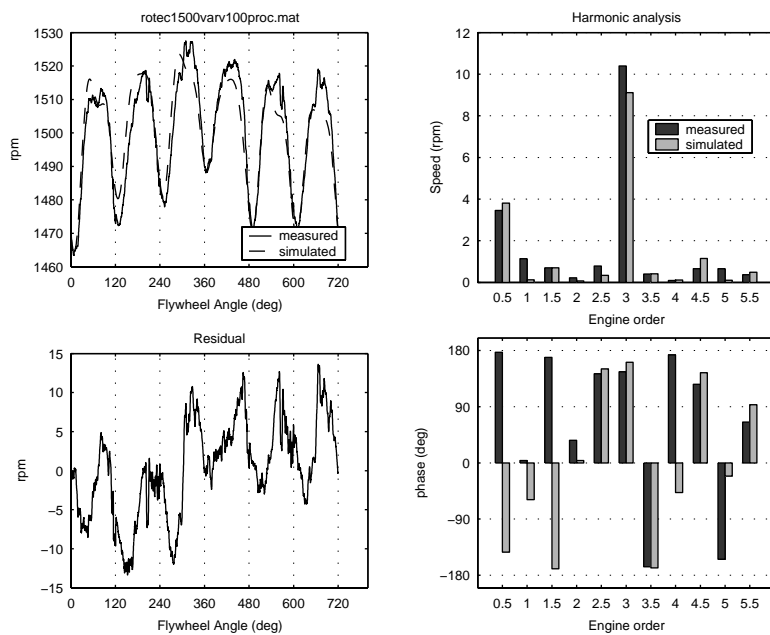 rotec1500varv100proc.mat
1530
1520
1510
1500
1490
1480
1470
1460
rpm
0 120 240 360 480 600 720
Flywheel Angle (deg)
measured
simulated
Harmonic analysis
12
10
8
6
4
2
0
Speed (rpm)
measured
simulated
0.5 1 1.5 2 2.5 3 3.5 4 4.5 5 5.5
Engine order
Residual
15
10
5
0
−5
−10
−15
rpm
0 120 240 360 480 600 720
Flywheel Angle (deg)
180
90
0
−90
−180
phase (deg)
0.5 1 1.5 2 2.5 3 3.5 4 4.5 5 5.5
Engine order